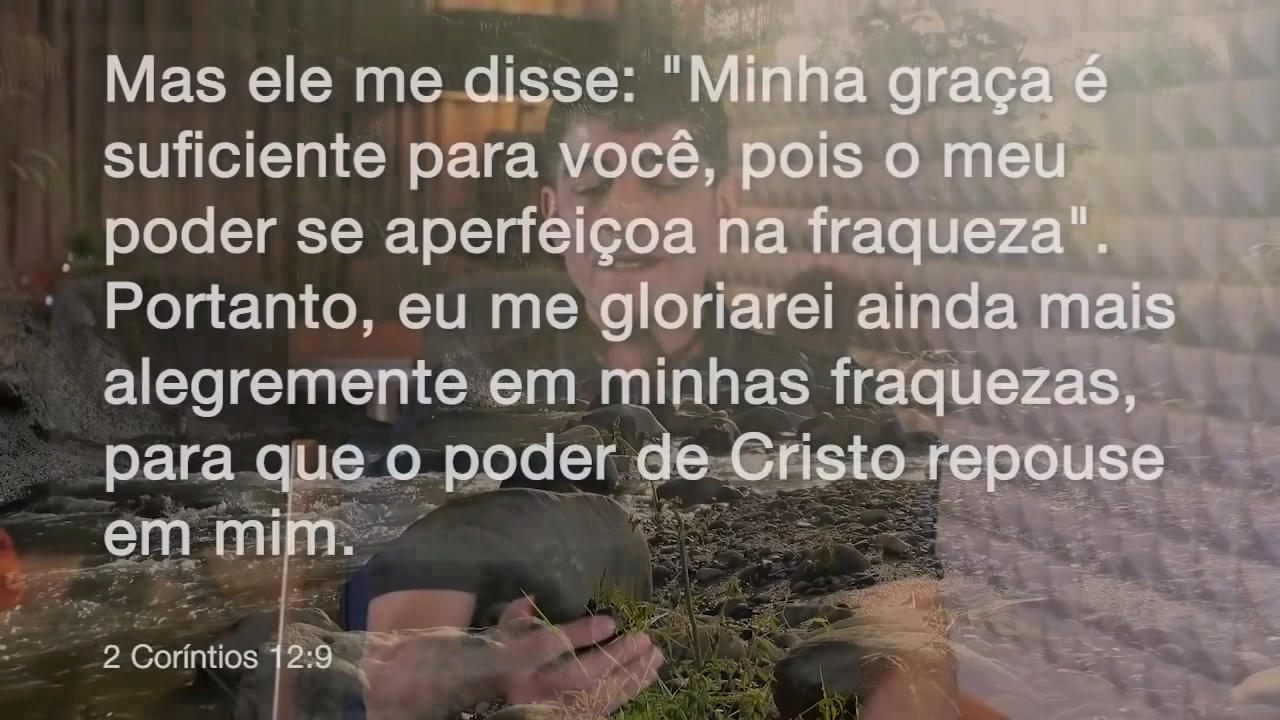 Mas ele me disse: "Minha graça é
suficiente para você, pois o meu
poder se aperfeiçoa na fraqueza".
Portanto, eu me gloriarei ainda mais
alegremente em minhas fraquezas,
para que o poder de Cristo repouse
em mim.
2 Coríntios 12:9